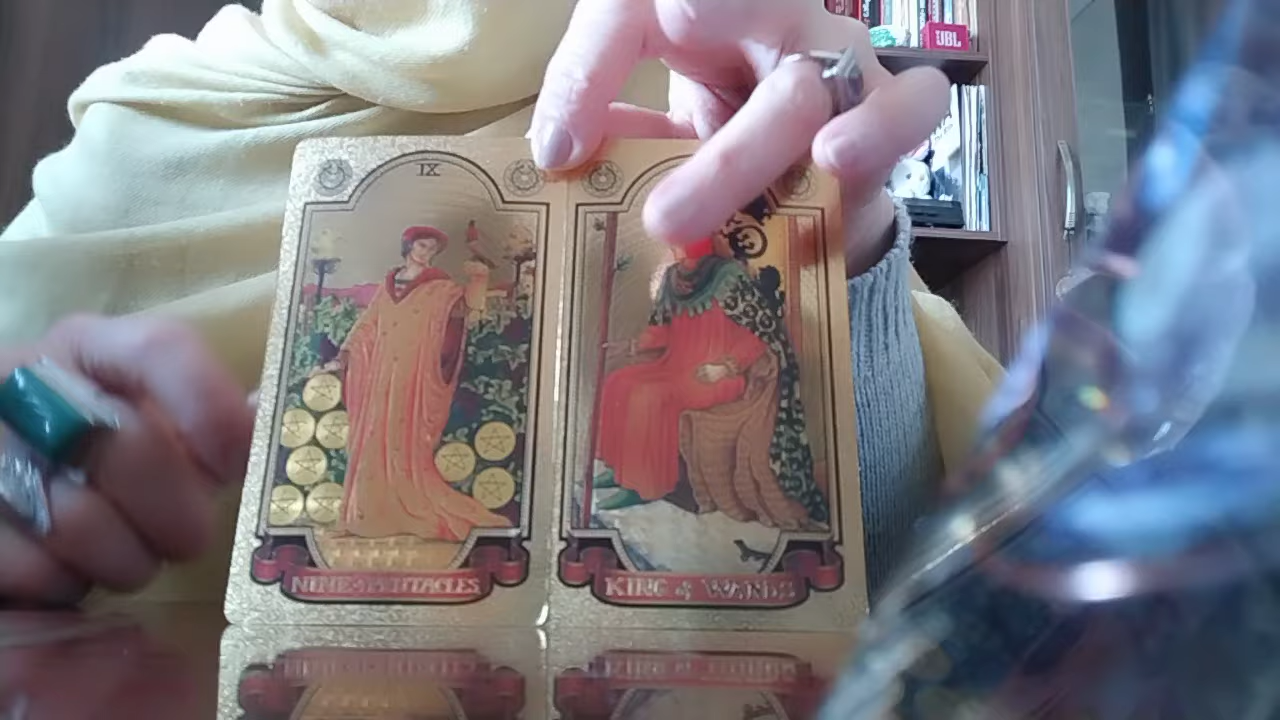 JBL
IX
NINE of PENTACLES
KING of WANDS